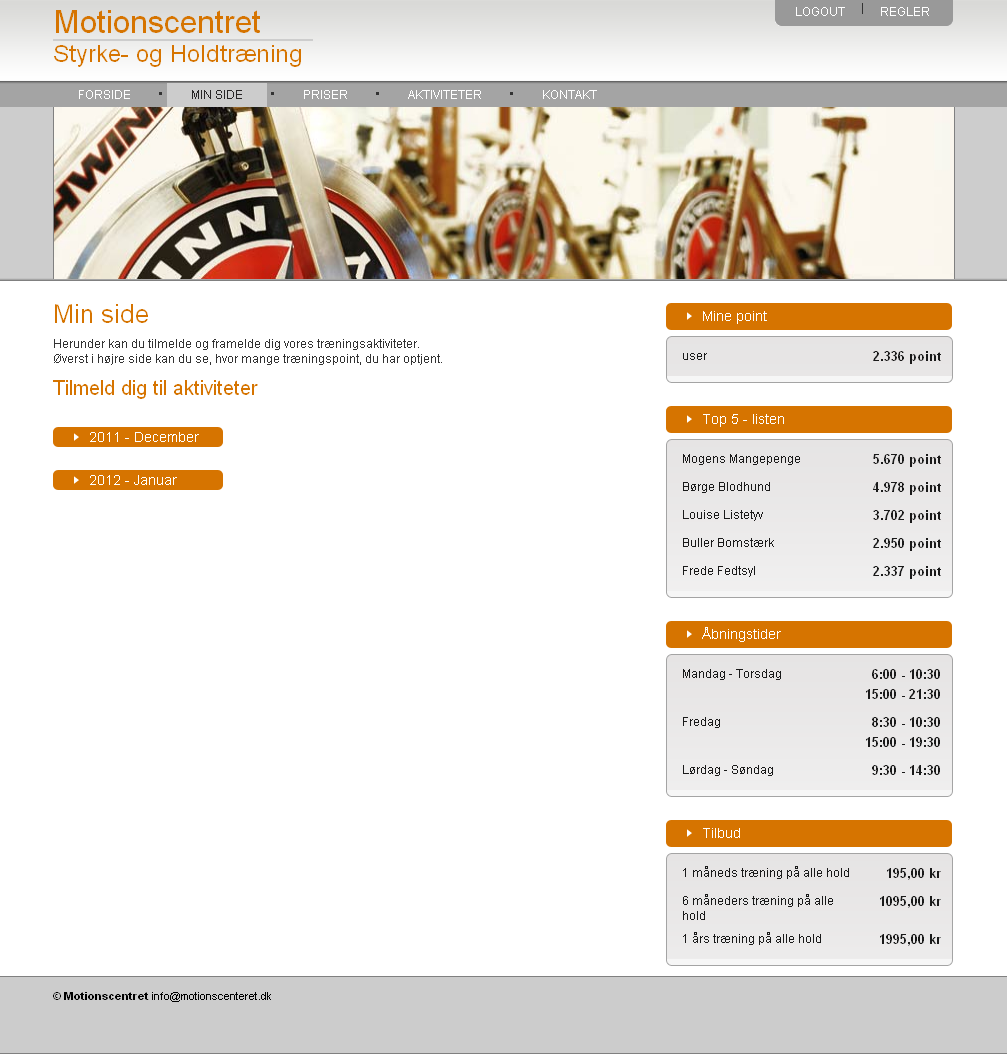 Motionscentret
Styrke- og Holdtræning
LOGOUT | REGLER
FORSIDE • MIN SIDE • PRISER • AKTIVITETER • KONTAKT
Min side
Herunder kan du tilmelde og framelde dig vores træningsaktiviteter.
Øverst i højre side kan du se, hvor mange træningspoint, du har optjent.
Tilmeld dig til aktiviteter
2011 - December
2012 - Januar
Mine point
user 2.336 point
Top 5 - listen
Mogens Mangepenge 5.670 point
Børge Blodhund 4.978 point
Louise Listetyv 3.702 point
Buller Bomstærk 2.950 point
Frede Fedtsyl 2.337 point
Åbningstider
Mandag - Torsdag 6:00 - 10:30
15:00 - 21:30
Fredag 8:30 - 10:30
15:00 - 19:30
Lørdag - Søndag 9:30 - 14:30
Tilbud
1 måneds træning på alle hold 195,00 kr
6 måneders træning på alle 1095,00 kr
hold
1 års træning på alle hold 1995,00 kr
© Motionscentret info@motionscenteret.dk